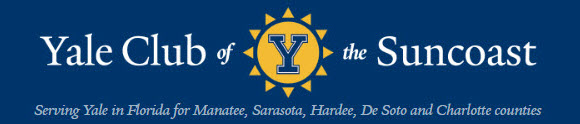 Yale Club of Y the Suncoast
Serving Yale in Florida for Manatee, Sarasota, Hardee, De Soto and Charlotte counties